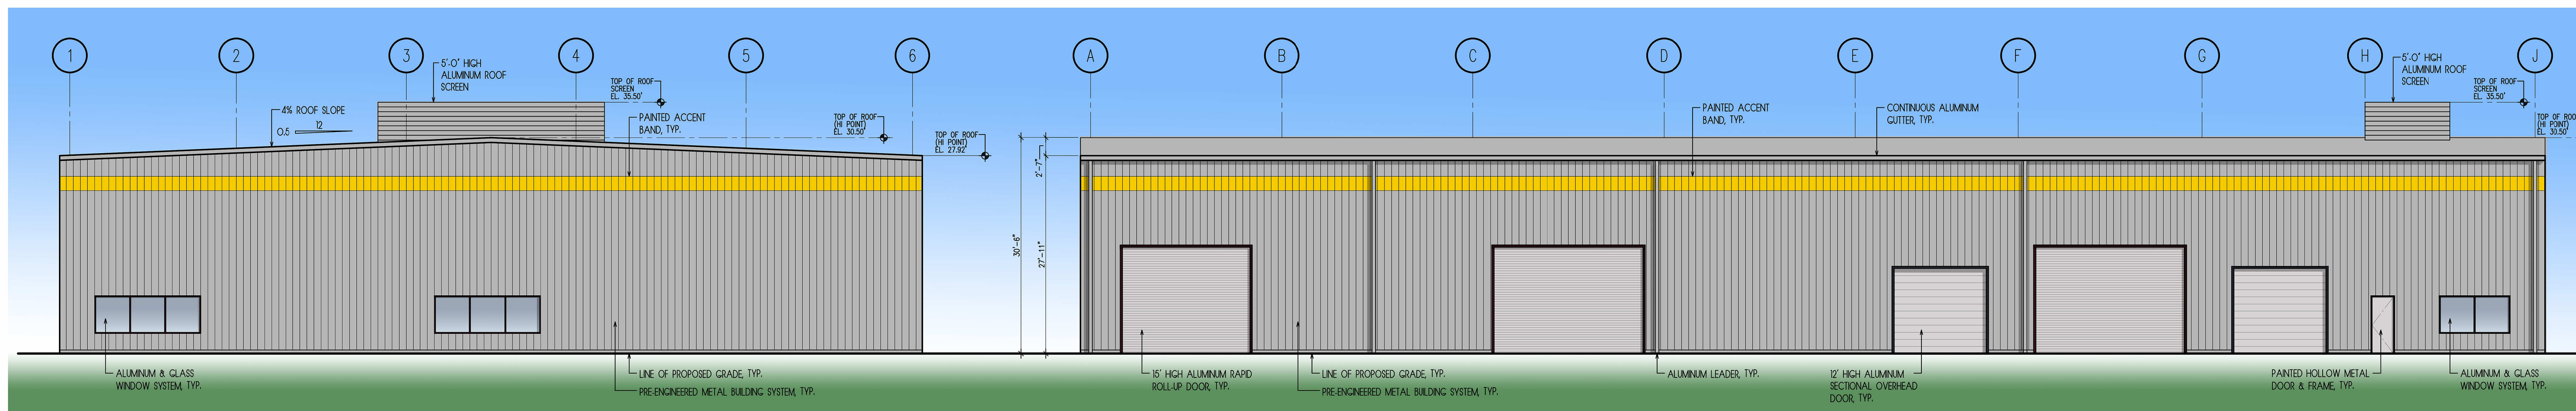 1
2
3
4
5
6
5'-0" HIGH
ALUMINUM ROOF
SCREEN
TOP OF ROOF
SCREEN
EL. 35.50'
4% ROOF SLOPE
12
0.5
PAINTED ACCENT
BAND, TYP.
TOP OF ROOF
(HI POINT)
EL. 30.50'
TOP OF ROOF
(HI POINT)
EL. 27.92'
ALUMINUM & GLASS
WINDOW SYSTEM, TYP.
LINE OF PROPOSED GRADE, TYP.
PRE-ENGINEERED METAL BUILDING SYSTEM, TYP.
A
B
C
D
E
F
G
H
J
30'-6"
2'-7"
27'-11"
PAINTED ACCENT
BAND, TYP.
CONTINUOUS ALUMINUM
GUTTER, TYP.
5'-0" HIGH
ALUMINUM ROOF
SCREEN
TOP OF ROOF
SCREEN
EL. 35.50'
TOP OF ROO
(HI POINT)
EL. 30.50'
15' HIGH ALUMINUM RAPID
ROLL-UP DOOR, TYP.
LINE OF PROPOSED GRADE, TYP.
PRE-ENGINEERED METAL BUILDING SYSTEM, TYP.
ALUMINUM LEADER, TYP.
12' HIGH ALUMINUM
SECTIONAL OVERHEAD
DOOR, TYP.
PAINTED HOLLOW METAL
DOOR & FRAME, TYP.
ALUMINUM & GLASS
WINDOW SYSTEM, TYP.